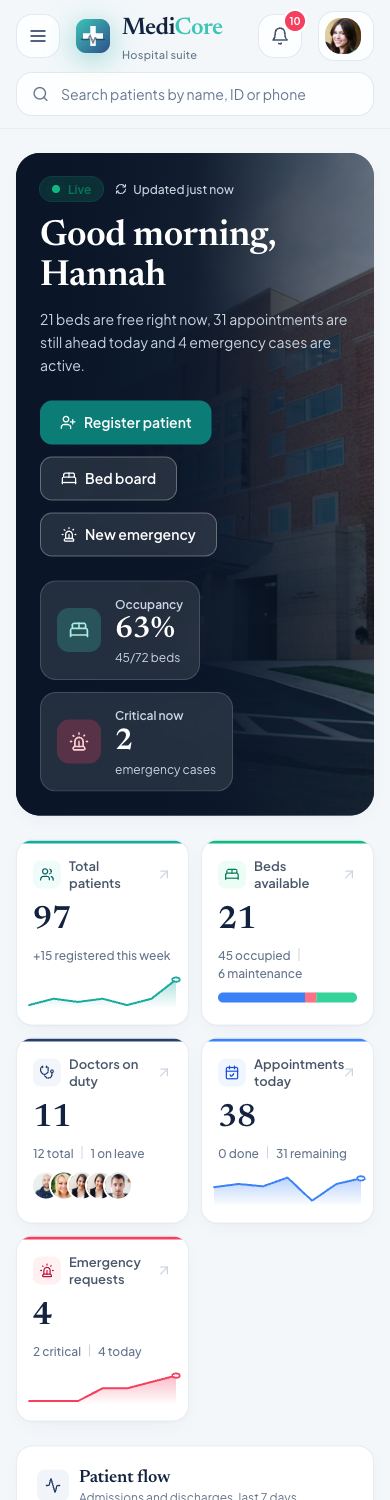 MediCore
Hospital suite
10
Search patients by name, ID or phone
Live
Updated just now
Good morning,
Hannah
21 beds are free right now, 31 appointments are
still ahead today and 4 emergency cases are
active.
Register patient
Bed board
New emergency
Occupancy
63%
45/72 beds
Critical now
2
emergency cases
Total
patients
97
+15 registered this week
Beds
available
21
45 occupied
6 maintenance
Doctors on
duty
11
12 total | 1 on leave
Appointments
today
38
0 done | 31 remaining
Emergency
requests
4
2 critical | 4 today
Patient flow
Admissions and discharges, last 7 days